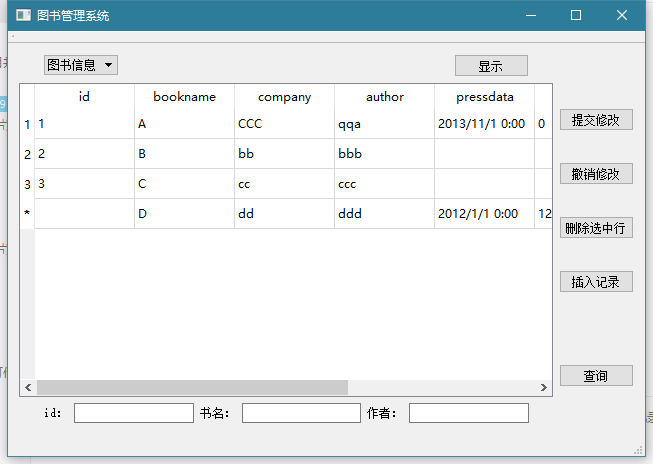 图书管理系统
图书信息
显示
id bookname company author pressdata
1 1 A CCC qqa 2013/11/1 0:00 0
2 2 B bb bbb
3 3 C cc ccc
* D dd ddd 2012/1/1 0:00 12
提交修改
撤销修改
删除选中行
插入记录
查询
id: 书名: 作者: